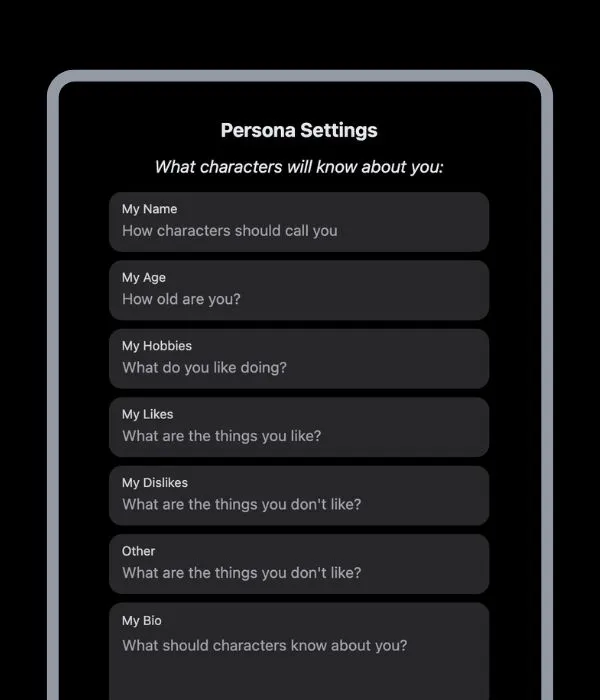 Persona Settings
What characters will know about you:
My Name
How characters should call you
My Age
How old are you?
My Hobbies
What do you like doing?
My Likes
What are the things you like?
My Dislikes
What are the things you don't like?
Other
What are the things you don't like?
My Bio
What should characters know about you?